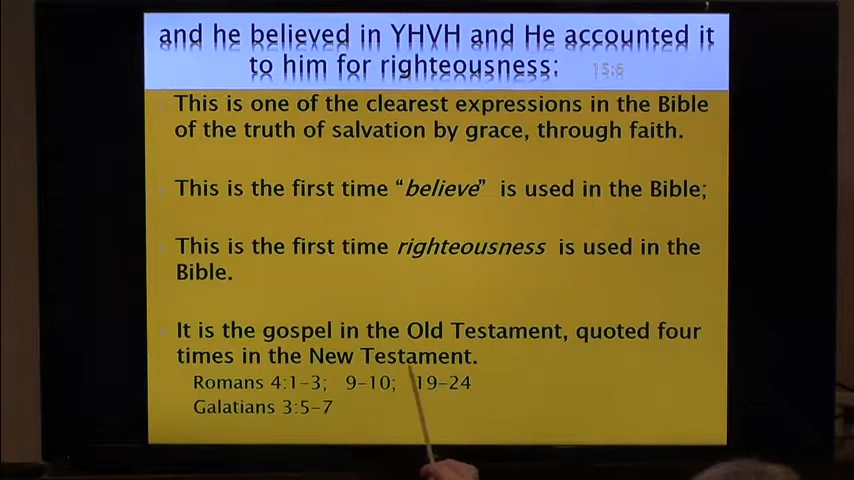 and he believed in YHVH and He accounted it
to him for righteousness: 15:6
This is one of the clearest expressions in the Bible
of the truth of salvation by grace, through faith.
This is the first time “believe” is used in the Bible;
This is the first time righteousness is used in the
Bible.
It is the gospel in the Old Testament, quoted four
times in the New Testament.
Romans 4:1-3; 9-10; 19-24
Galatians 3:5-7